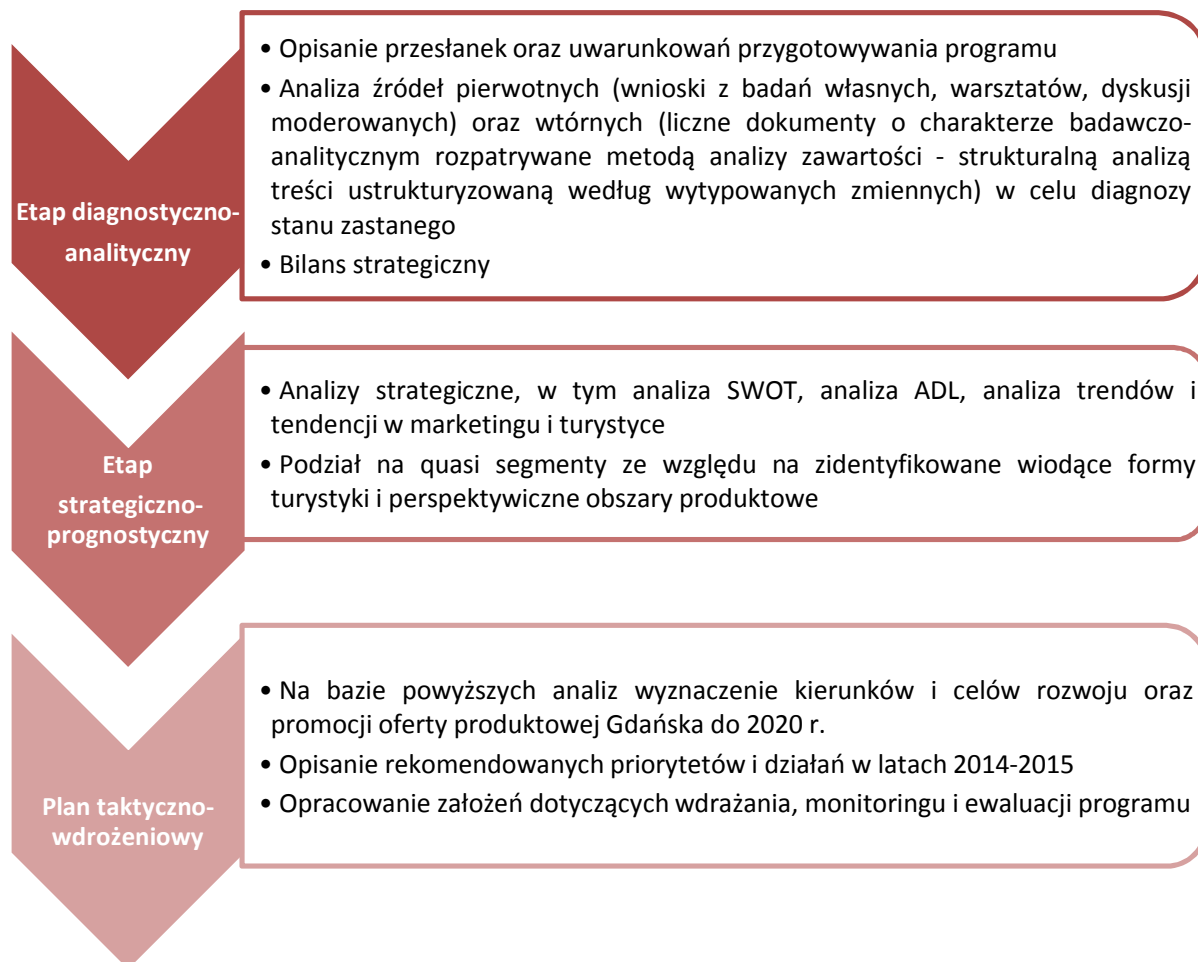 • Opisanie przesłanek oraz uwarunkowań przygotowywania programu
• Analiza źródeł pierwotnych (wnioski z badań własnych, warsztatów, dyskusji
moderowanych) oraz wtórnych (liczne dokumenty o charakterze badawczo-
analitycznym rozpatrywane metodą analizy zawartości - strukturalną analizą
treści ustrukturyzowaną według wytypowanych zmiennych) w celu diagnozy
stanu zastanego
• Bilans strategiczny
Etap diagnostyczno-
analityczny
• Analizy strategiczne, w tym analiza SWOT, analiza ADL, analiza trendów i
tendencji w marketingu i turystyce
• Podział na quasi segmenty ze względu na zidentyfikowane wiodące formy
turystyki i perspektywiczne obszary produktowe
Etap
strategiczno-
prognostyczny
• Na bazie powyższych analiz wyznaczenie kierunków i celów rozwoju oraz
promocji oferty produktowej Gdańska do 2020 r.
• Opisanie rekomendowanych priorytetów i działań w latach 2014-2015
• Opracowanie założeń dotyczących wdrażania, monitoringu i ewaluacji programu
Plan taktyczno-
wdrożeniowy